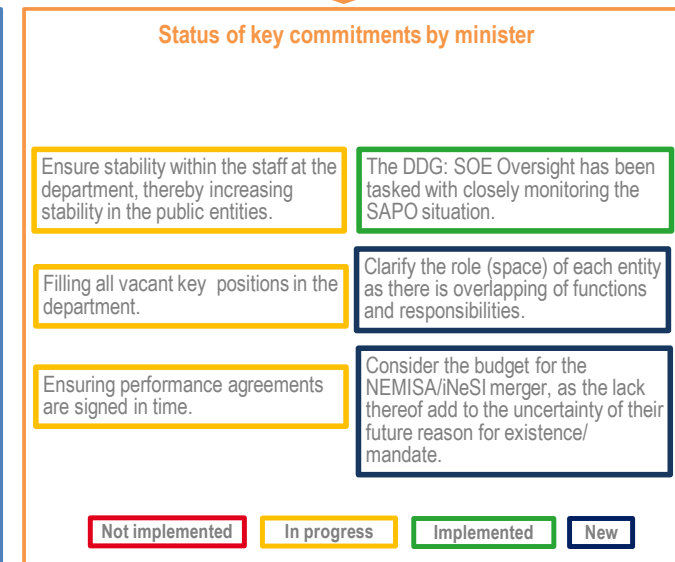 Status of key commitments by minister
Ensure stability within the staff at the
department, thereby increasing
stability in the public entities.
The DDG: SOE Oversight has been
tasked with closely monitoring the
SAPO situation.
Filling all vacant key positions in the
department.
Clarify the role (space) of each entity
as there is overlapping of functions
and responsibilities.
Ensuring performance agreements
are signed in time.
Consider the budget for the
NEMISA/iNeSI merger, as the lack
thereof add to the uncertainty of their
future reason for existence/
mandate.
Not implemented
In progress
Implemented
New